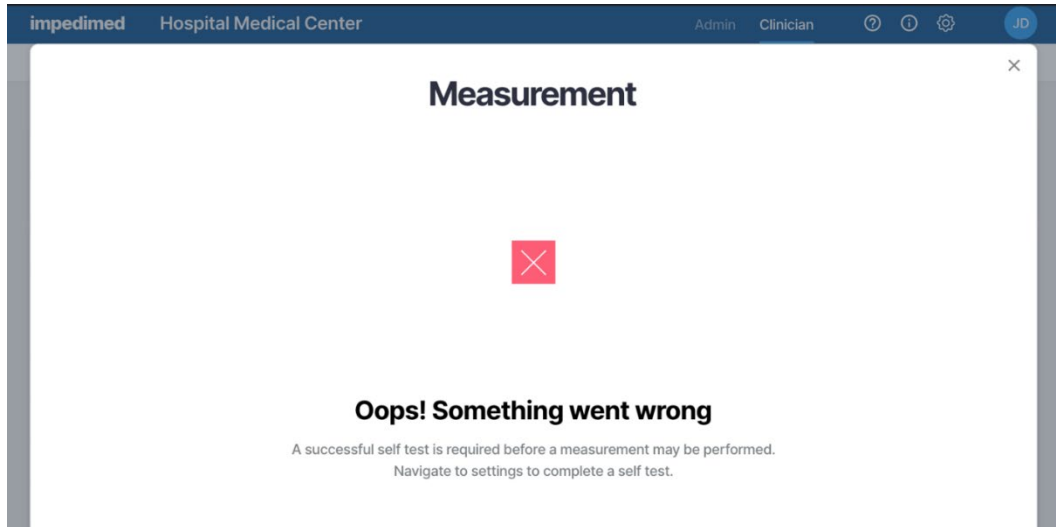 impedimed Hospital Medical Center Admin Clinician JD
Measurement
Oops! Something went wrong
A successful self test is required before a measurement may be performed.
Navigate to settings to complete a self test.